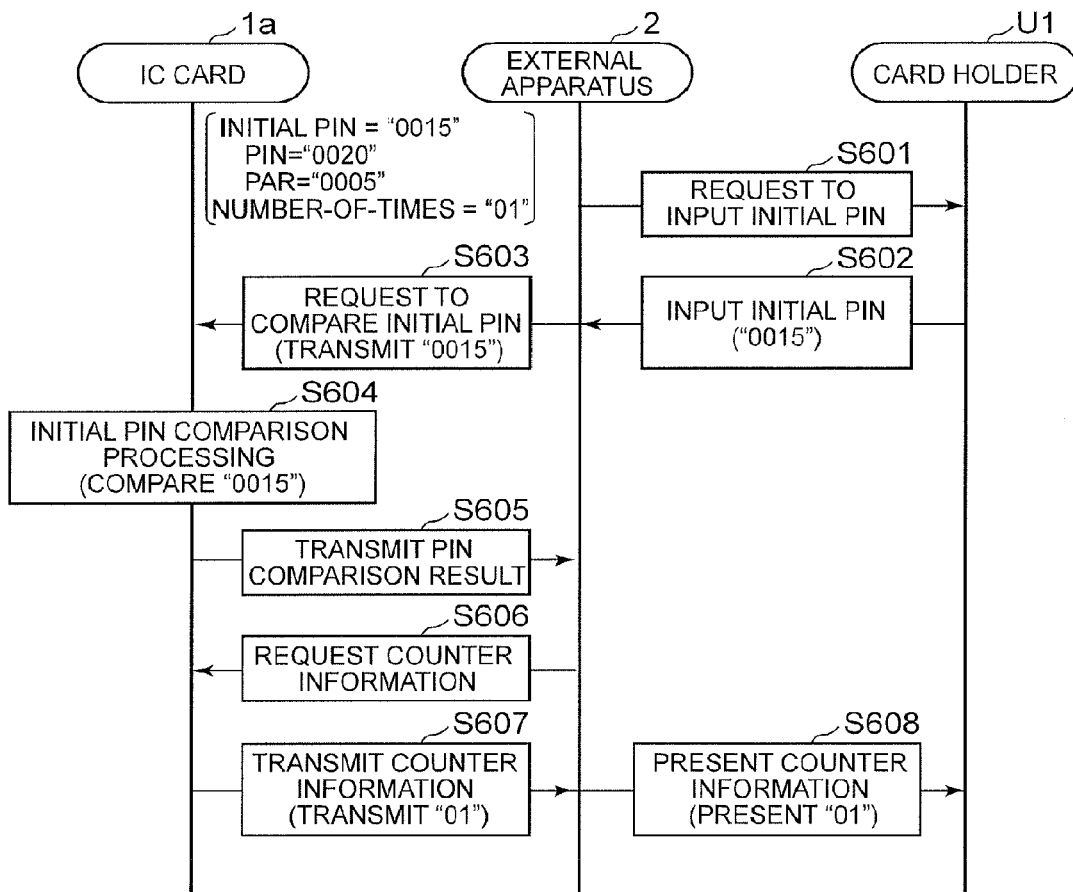 1a
2
U1
IC CARD
EXTERNAL
APPARATUS
CARD HOLDER
INITIAL PIN = “0015”
PIN=“0020”
PAR=“0005”
NUMBER-OF-TIMES = “01”
S601
REQUEST TO
INPUT INITIAL PIN
S603
REQUEST TO
COMPARE INITIAL PIN
(TRANSMIT “0015”)
S602
INPUT INITIAL PIN
(“0015”)
S604
INITIAL PIN COMPARISON
PROCESSING
(COMPARE “0015”)
S605
TRANSMIT PIN
COMPARISON RESULT
S606
REQUEST COUNTER
INFORMATION
S607
TRANSMIT COUNTER
INFORMATION
(TRANSMIT “01”)
S608
PRESENT COUNTER
INFORMATION
(PRESENT “01”)